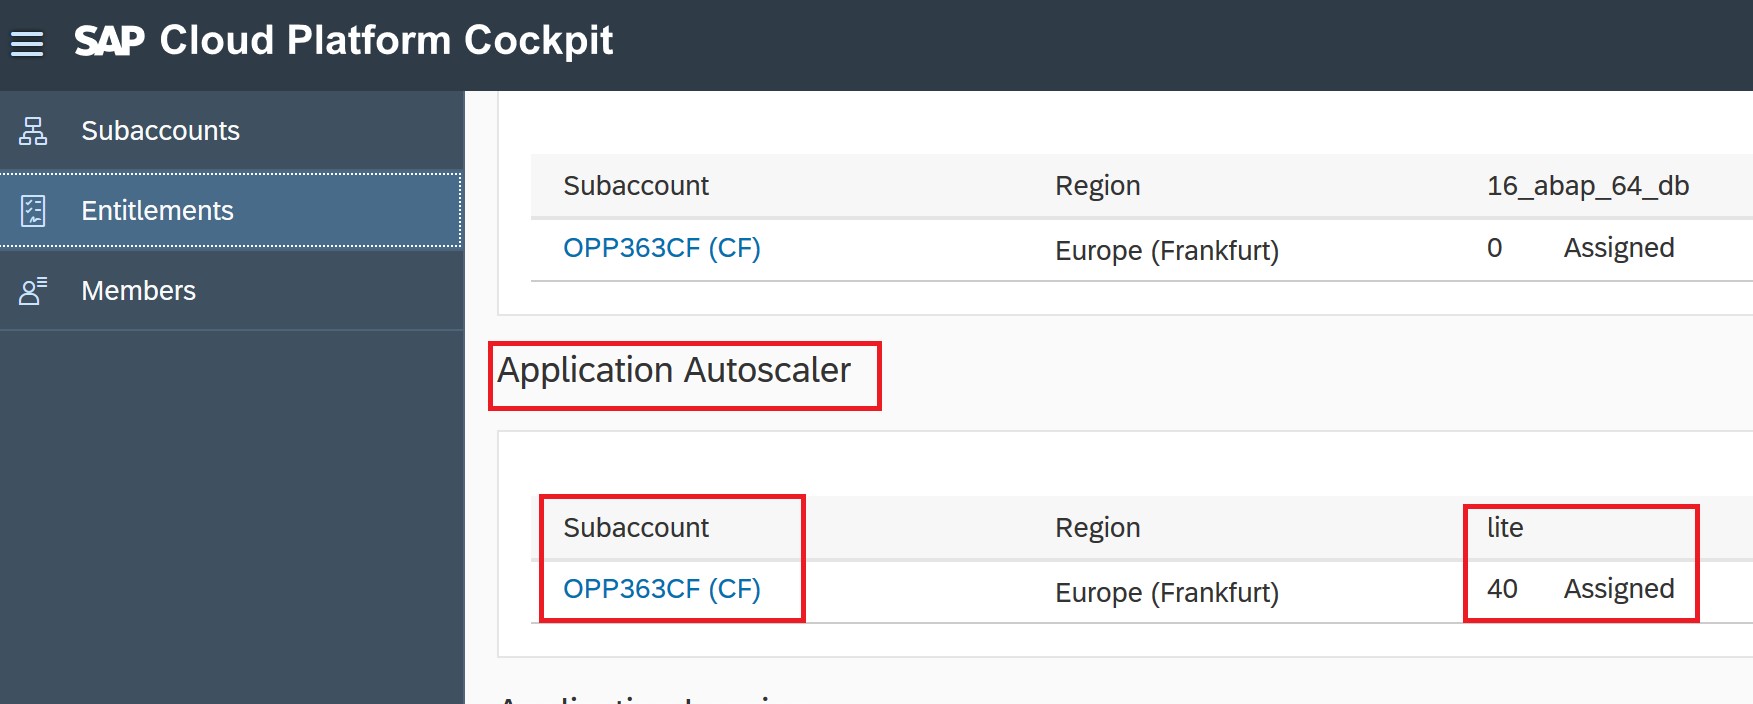 SAP Cloud Platform Cockpit
Subaccounts
Entitlements
Members
Subaccount Region 16_abap_64_db
OPP363CF (CF) Europe (Frankfurt) 0 Assigned
Application Autoscaler
Subaccount Region lite
OPP363CF (CF) Europe (Frankfurt) 40 Assigned